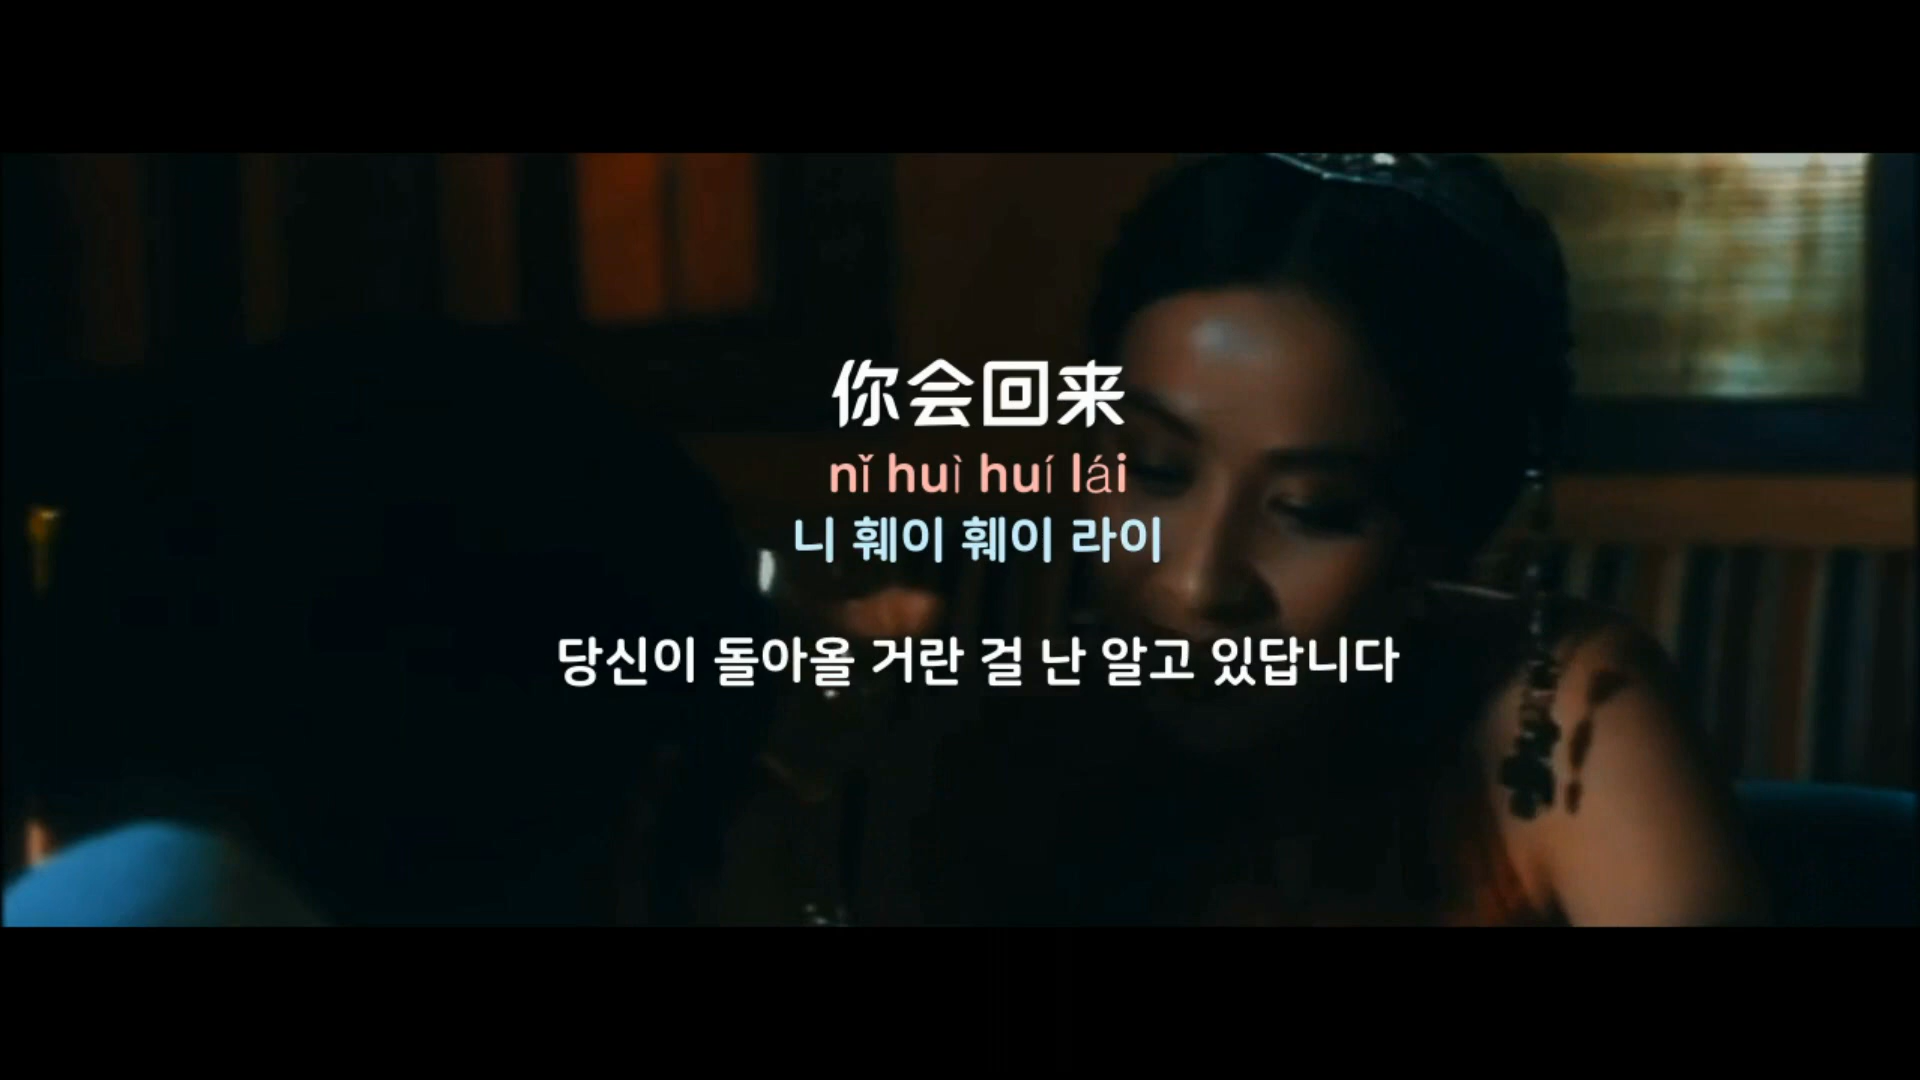 你会回来
nǐ huì huí lái
니 훼이 훼이 라이
당신이 돌아올 거란 걸 난 알고 있답니다